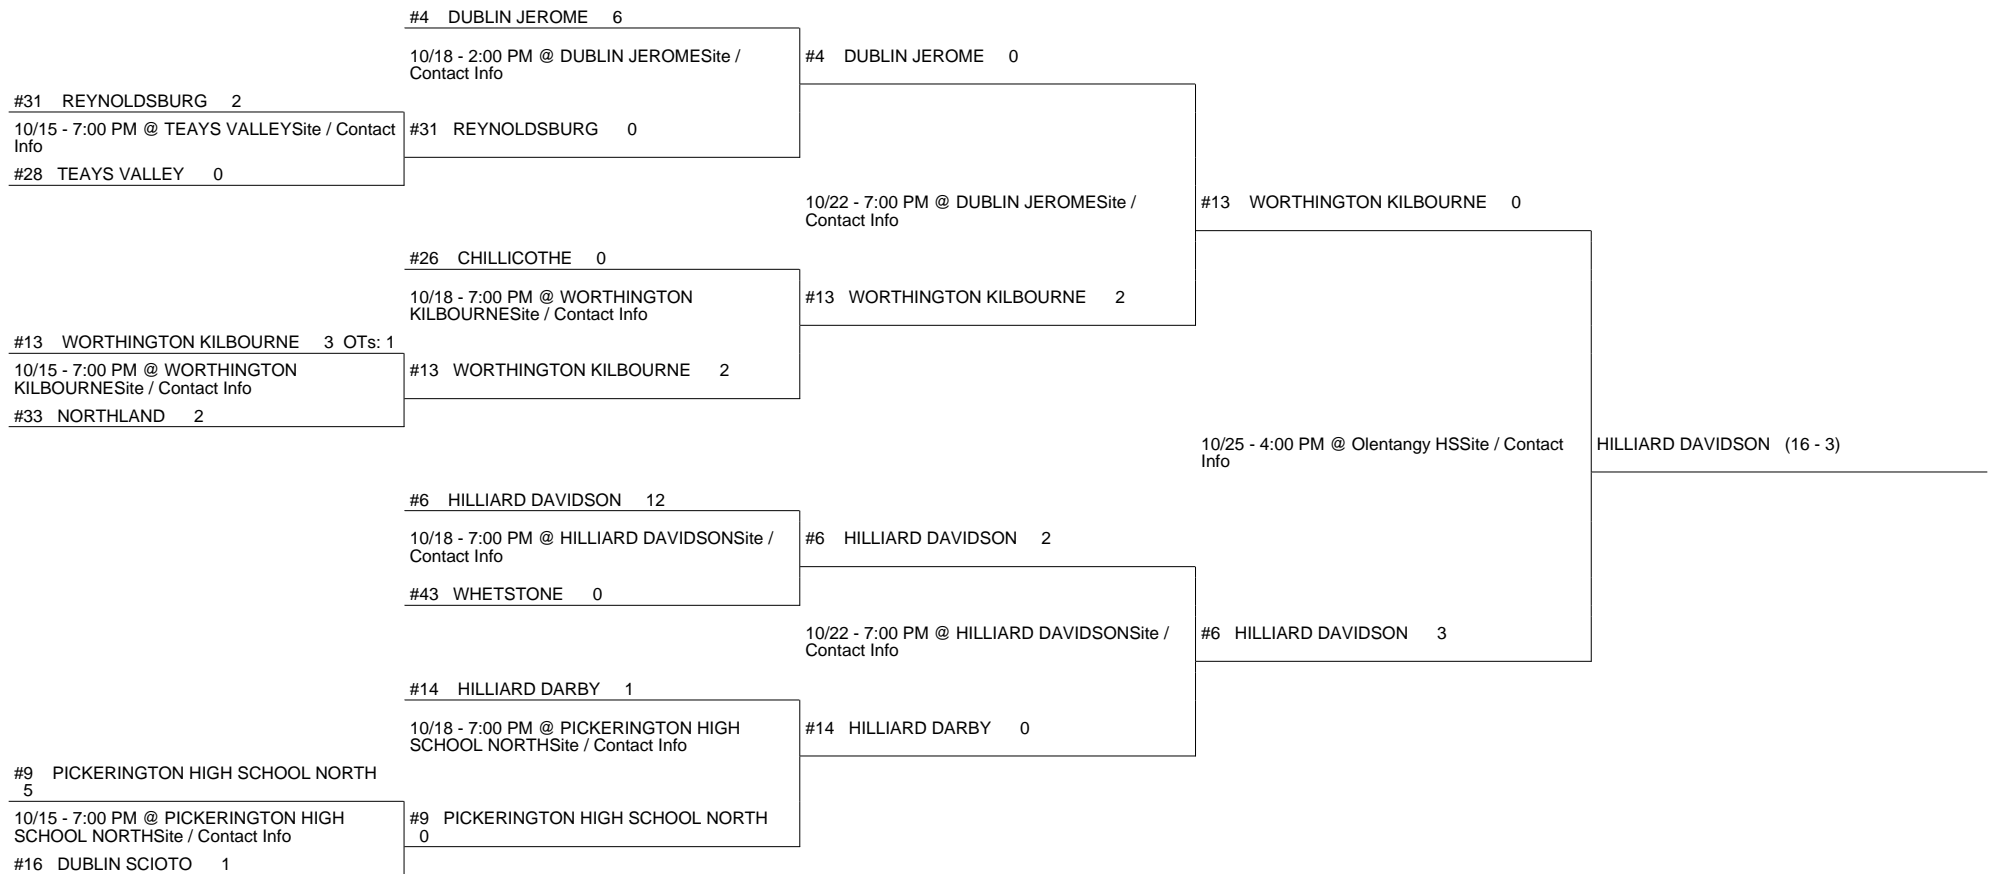 #4 DUBLIN JEROME 6
10/18 - 2:00 PM @ DUBLIN JEROMESite /
Contact Info
#4 DUBLIN JEROME 0
#31 REYNOLDSBURG 2
10/15 - 7:00 PM @ TEAYS VALLEYSite / Contact
Info
#31 REYNOLDSBURG 0
#28 TEAYS VALLEY 0
10/22 - 7:00 PM @ DUBLIN JEROMESite /
Contact Info
#13 WORTHINGTON KILBOURNE 0
#26 CHILLICOTHE 0
10/18 - 7:00 PM @ WORTHINGTON
KILBOURNESite / Contact Info
#13 WORTHINGTON KILBOURNE 2
#13 WORTHINGTON KILBOURNE 3 OTs: 1
10/15 - 7:00 PM @ WORTHINGTON
KILBOURNESite / Contact Info
#13 WORTHINGTON KILBOURNE 2
#33 NORTHLAND 2
10/25 - 4:00 PM @ Olentangy HSSite / Contact
Info
HILLIARD DAVIDSON (16 - 3)
#6 HILLIARD DAVIDSON 12
10/18 - 7:00 PM @ HILLIARD DAVIDSONSite /
Contact Info
#6 HILLIARD DAVIDSON 2
#43 WHETSTONE 0
10/22 - 7:00 PM @ HILLIARD DAVIDSONSite /
Contact Info
#6 HILLIARD DAVIDSON 3
#14 HILLIARD DARBY 1
10/18 - 7:00 PM @ PICKERINGTON HIGH
SCHOOL NORTHSite / Contact Info
#14 HILLIARD DARBY 0
#9 PICKERINGTON HIGH SCHOOL NORTH
5
10/15 - 7:00 PM @ PICKERINGTON HIGH
SCHOOL NORTHSite / Contact Info
#9 PICKERINGTON HIGH SCHOOL NORTH
0
#16 DUBLIN SCIOTO 1